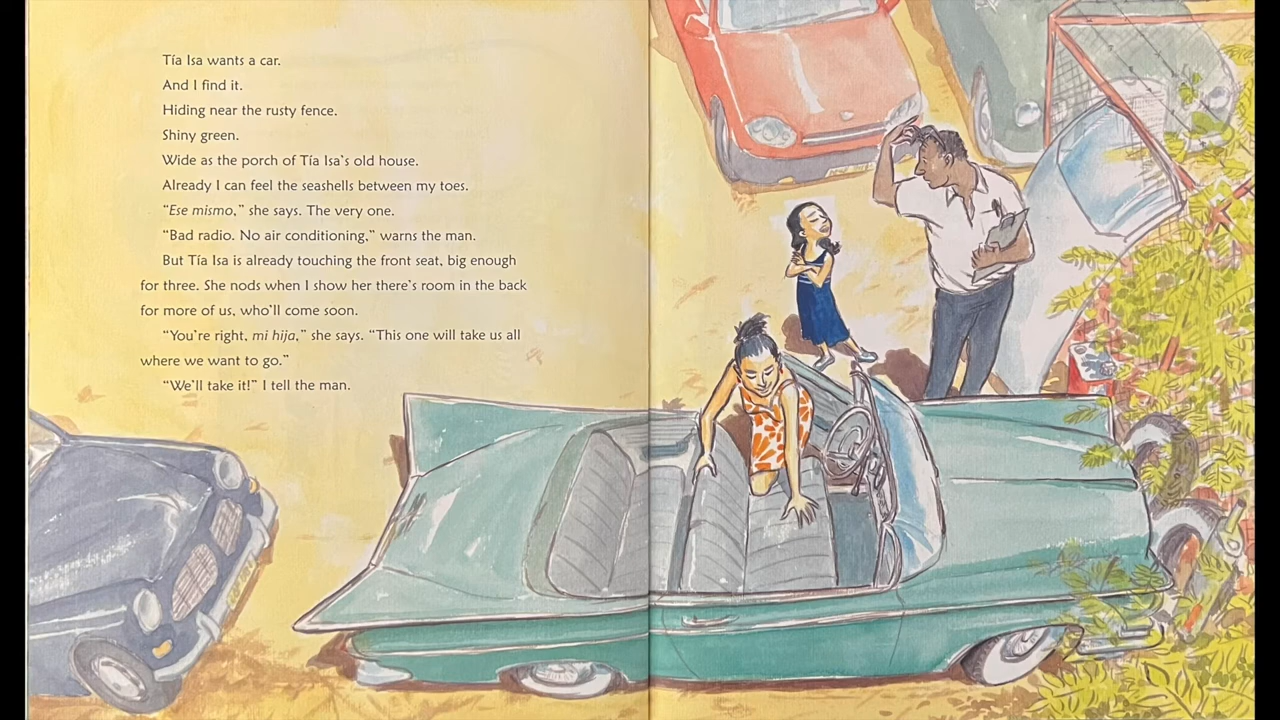 Tía Isa wants a car.
And I find it.
Hiding near the rusty fence.
Shiny green.
Wide as the porch of Tía Isa's old house.
Already I can feel the seashells between my toes.
“Ese mismo,” she says. The very one.
“Bad radio. No air conditioning,” warns the man.
But Tía Isa is already touching the front seat, big enough
for three. She nods when I show her there's room in the back
for more of us, who'll come soon.
“You're right, mi hija,” she says. “This one will take us all
where we want to go.”
“We'll take it!” I tell the man.